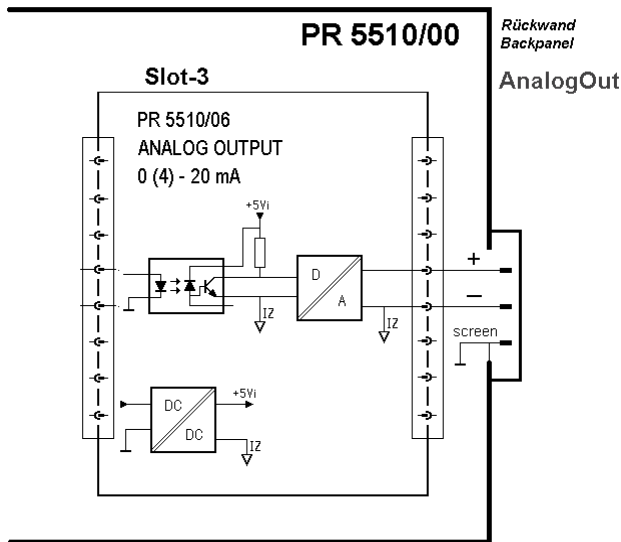 PR 5510/00
Rückwand
Backpanel
AnalogOut
Slot-3
PR 5510/06
ANALOG OUTPUT
0 (4) - 20 mA
+5Vi
D
A
+
−
IZ
IZ
screen
DC
DC
+5Vi
IZ